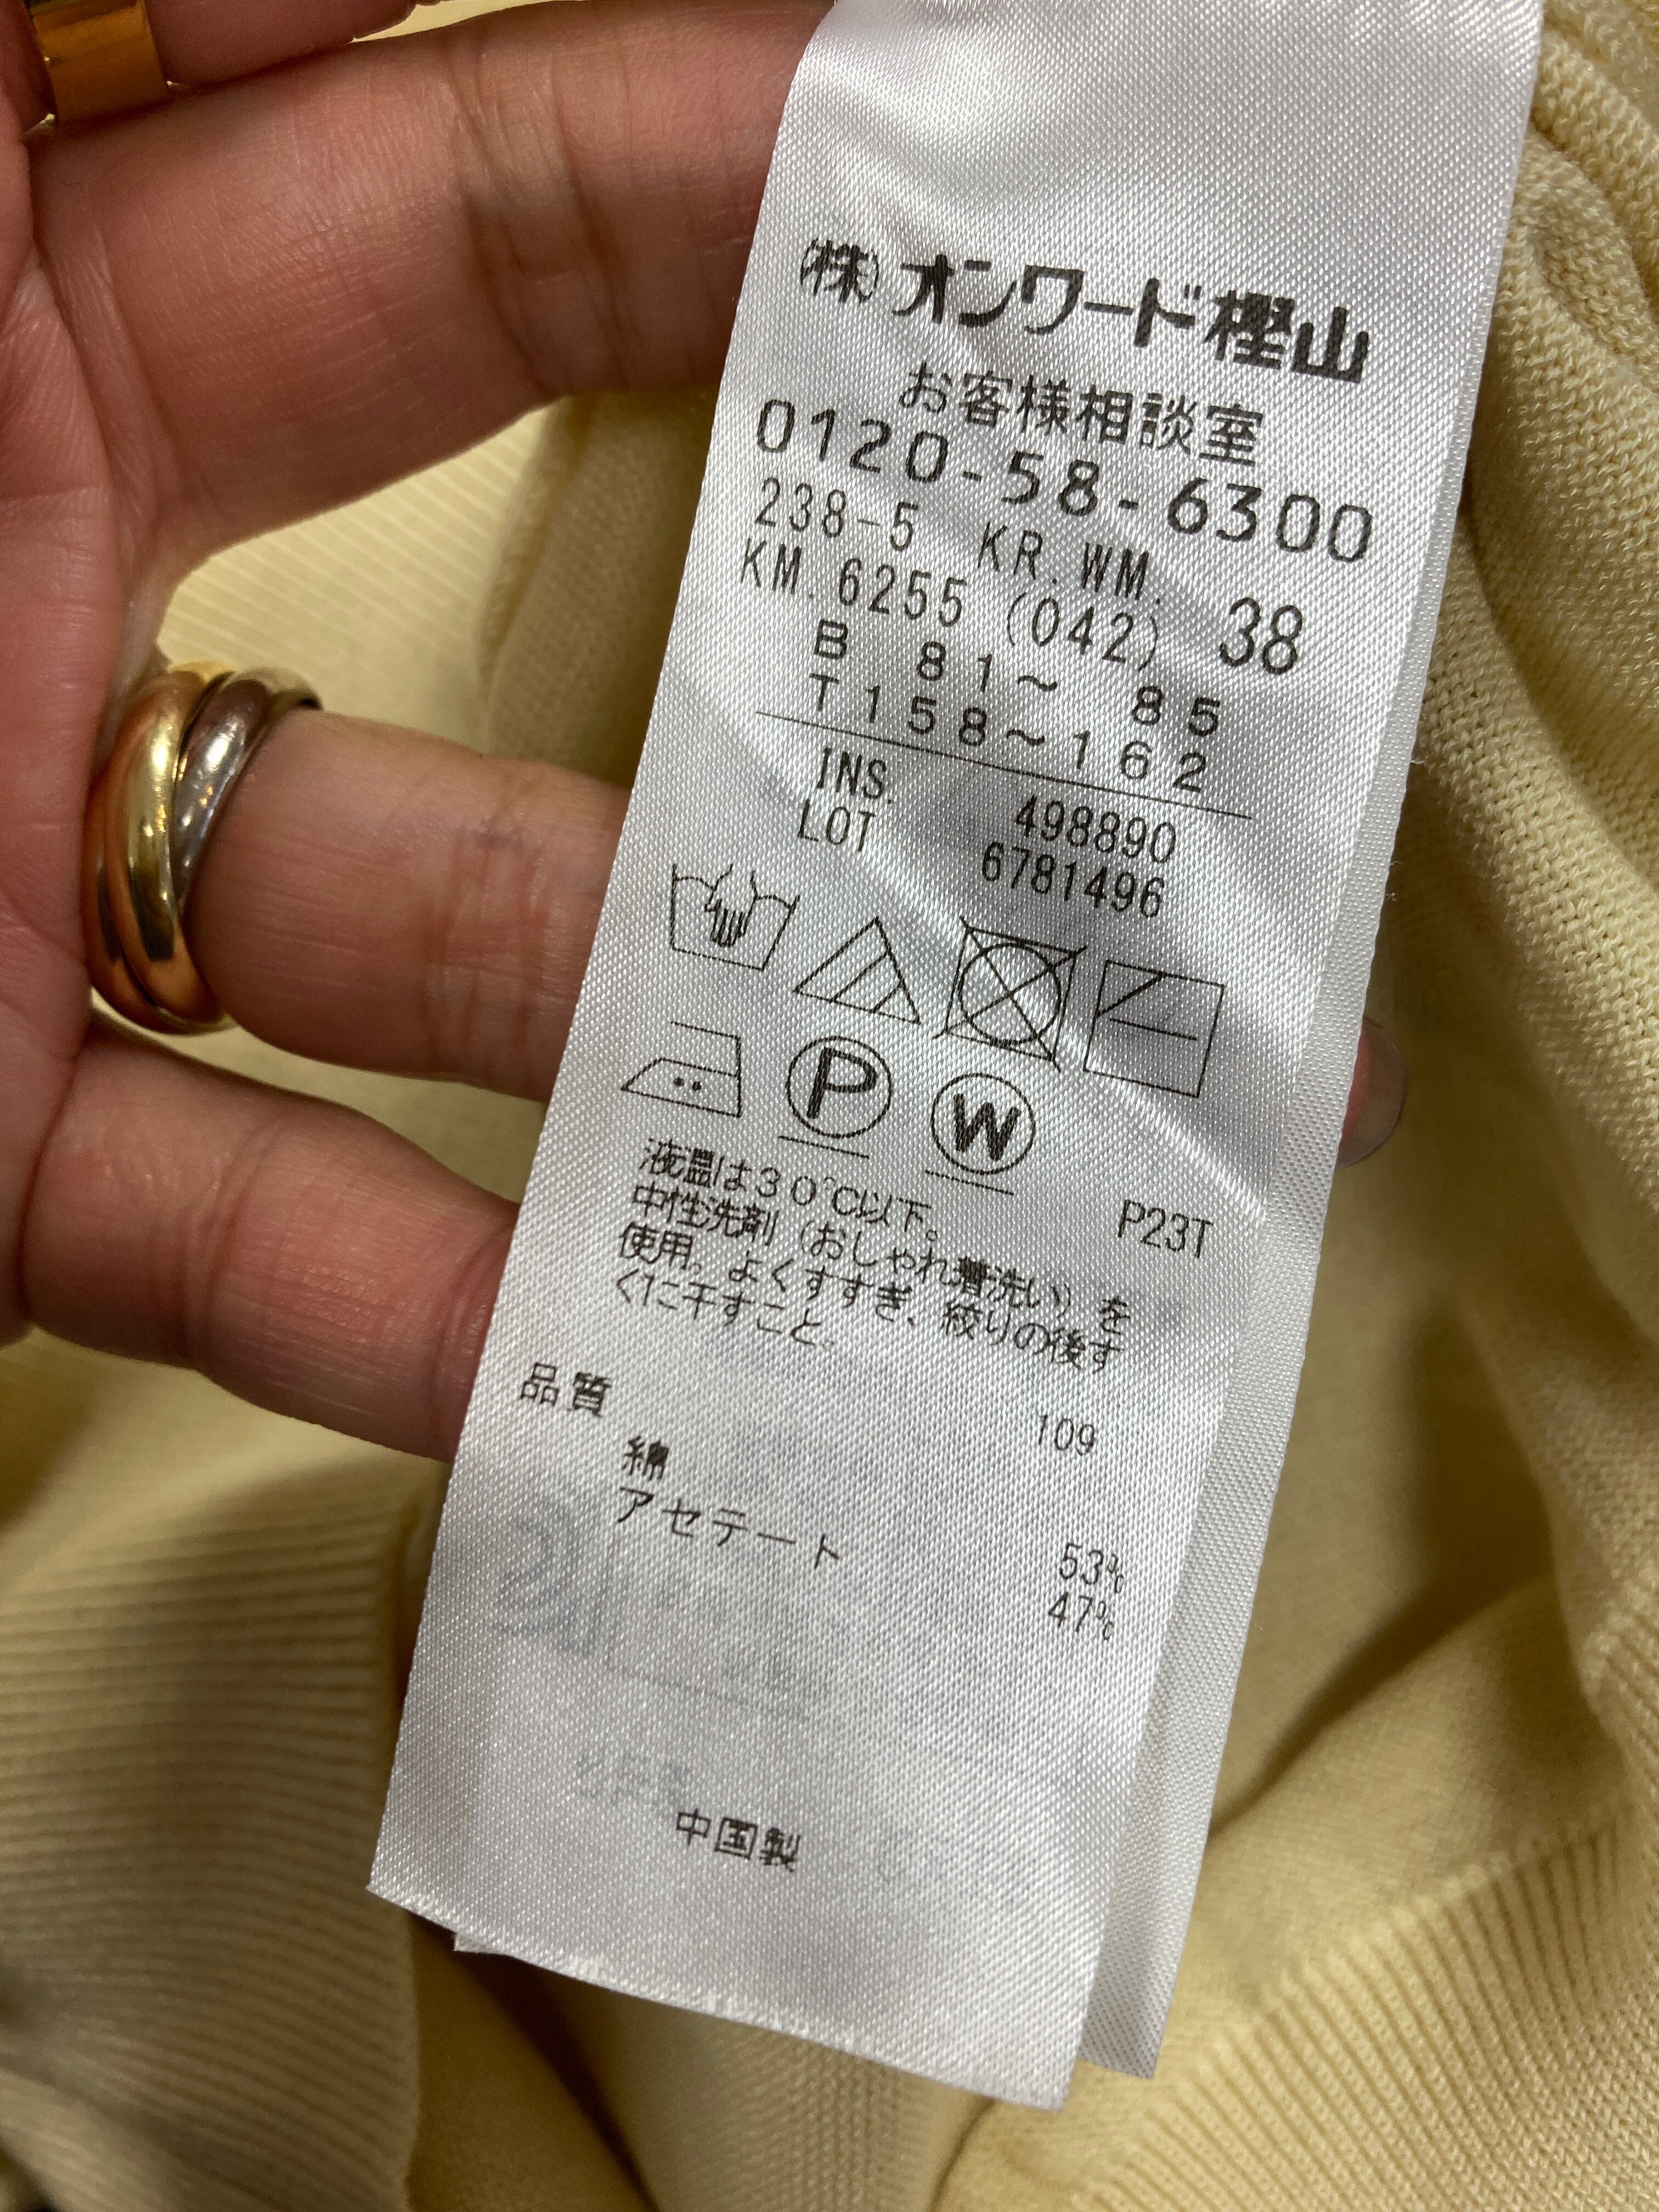 ㈱オンワード樫山
お客様相談室
0120-58-6300
238-5 KR.WM.
KM.6255(042) 38
B 81～ 85
T158～162
INS. 498890
LOT 6781496
P W
P23T
液温は30℃以下。
中性洗剤（おしゃれ着洗い）を
使用。よくすすぎ、絞りの後す
ぐに干すこと。
品質 109
綿 53%
アセテート 47%
中国製